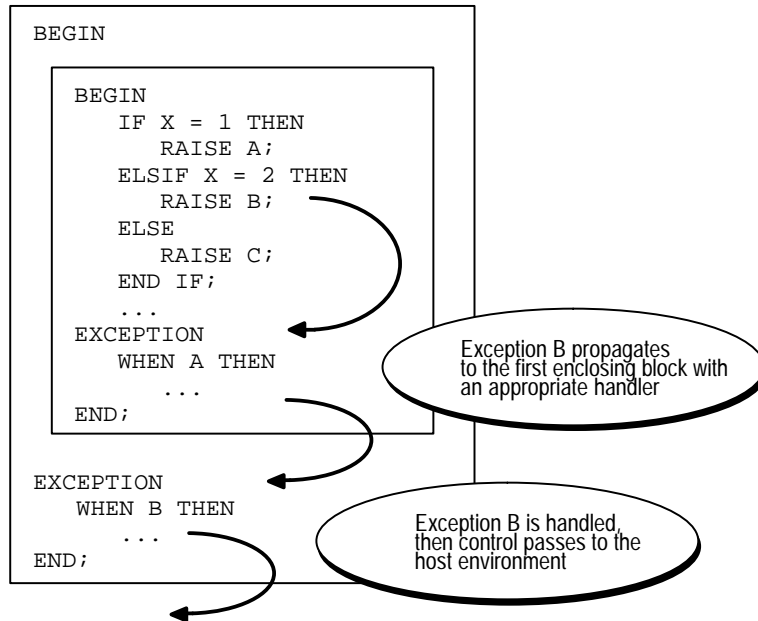 BEGIN
BEGIN
IF X = 1 THEN
RAISE A;
ELSIF X = 2 THEN
RAISE B;
ELSE
RAISE C;
END IF;
...
EXCEPTION
WHEN A THEN
...
END;
Exception B propagates
to the first enclosing block with
an appropriate handler
EXCEPTION
WHEN B THEN
...
END;
Exception B is handled,
then control passes to the
host environment